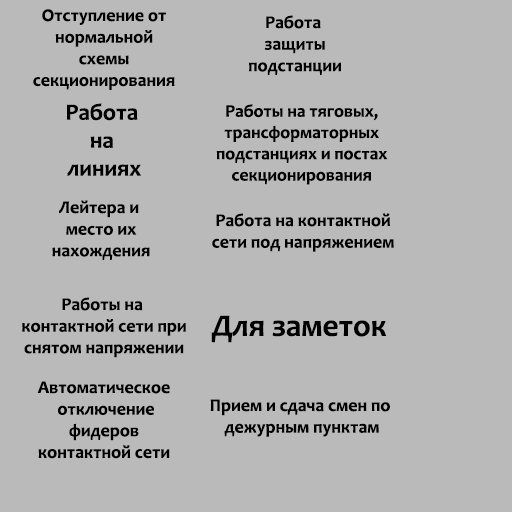 Отступление от
нормальной
схемы
секционирования
Работа
защиты
подстанции
Работа
на
линиях
Работы на тяговых,
трансформаторных
подстанциях и постах
секционирования
Лейтера и
место их
нахождения
Работа на контактной
сети под напряжением
Работы на
контактной сети при
снятом напряжении
Для заметок
Автоматическое
отключение
фидеров
контактной сети
Прием и сдача смен по
дежурным пунктам